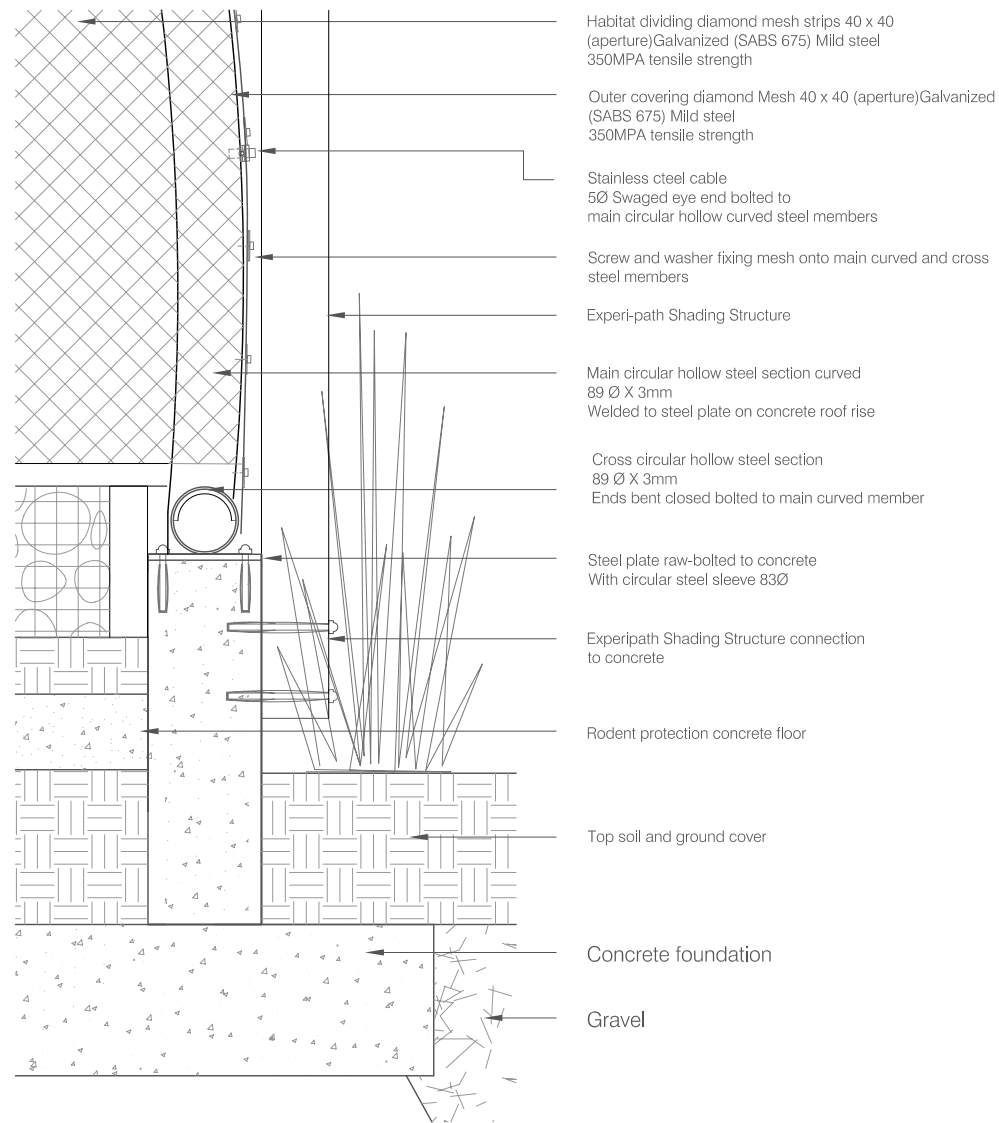 Habitat dividing diamond mesh strips 40 x 40
(aperture)Galvanized (SABS 675) Mild steel
350MPA tensile strength
Outer covering diamond Mesh 40 x 40 (aperture)Galvanized
(SABS 675) Mild steel
350MPA tensile strength
Stainless cteel cable
5Ø Swaged eye end bolted to
main circular hollow curved steel members
Screw and washer fixing mesh onto main curved and cross
steel members
Experi-path Shading Structure
Main circular hollow steel section curved
89 Ø X 3mm
Welded to steel plate on concrete roof rise
Cross circular hollow steel section
89 Ø X 3mm
Ends bent closed bolted to main curved member
Steel plate raw-bolted to concrete
With circular steel sleeve 83Ø
Experipath Shading Structure connection
to concrete
Rodent protection concrete floor
Top soil and ground cover
Concrete foundation
Gravel